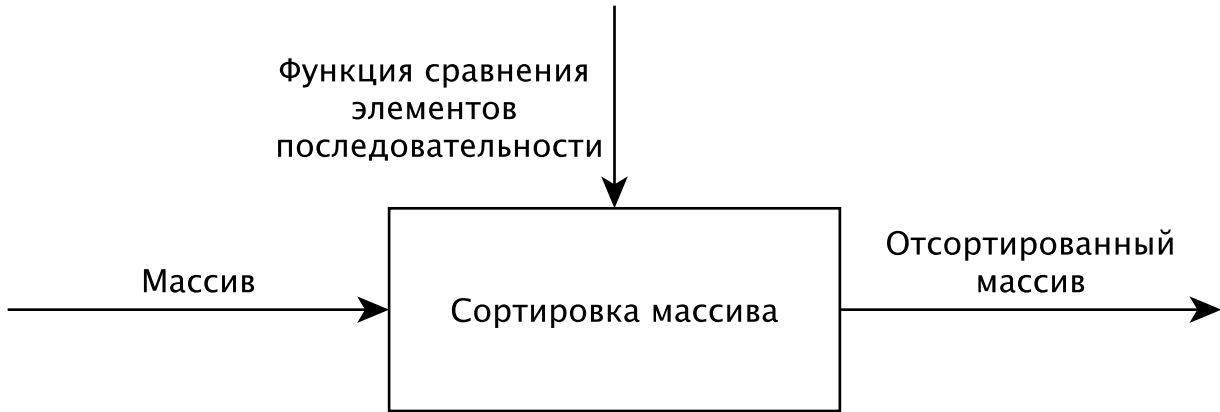 Функция сравнения
элементов
последовательности
Массив
Сортировка массива
Отсортированный
массив